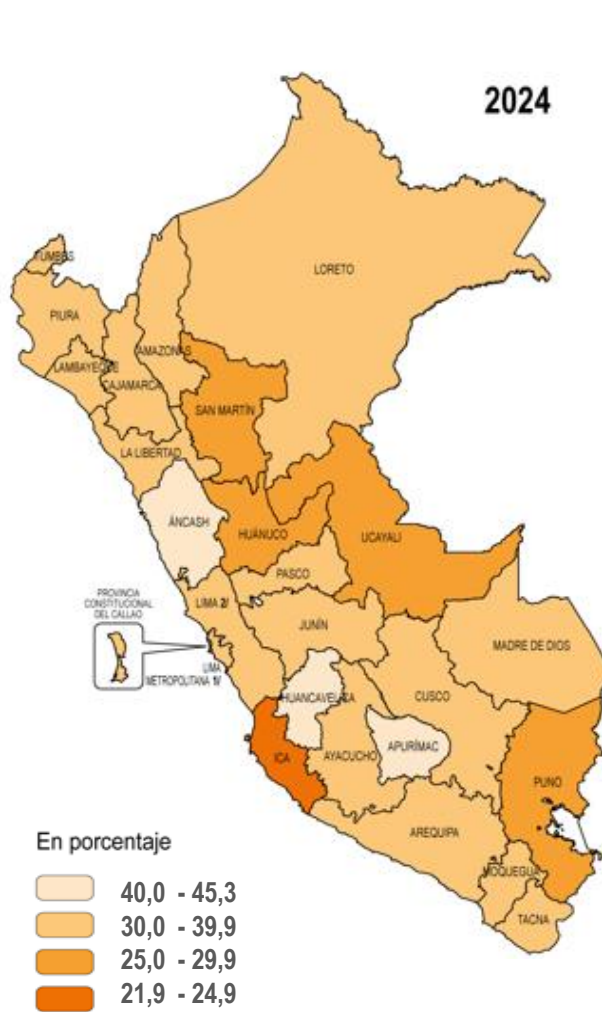 2024
LORETO
TUMBES
PIURA
AMAZONAS
LAMBAYEQUE
CAJAMARCA
SAN MARTÍN
LA LIBERTAD
ÁNCASH
HUÁNUCO
UCAYALI
PASCO
PROVINCIA
CONSTITUCIONAL
DEL CALLAO
LIMA 2/
JUNÍN
MADRE DE DIOS
LIMA
METROPOLITANA 1/
HUANCAVELICA
CUSCO
ICA
AYACUCHO
APURÍMAC
PUNO
AREQUIPA
MOQUEGUA
TACNA
En porcentaje
40,0 - 45,3
30,0 - 39,9
25,0 - 29,9
21,9 - 24,9